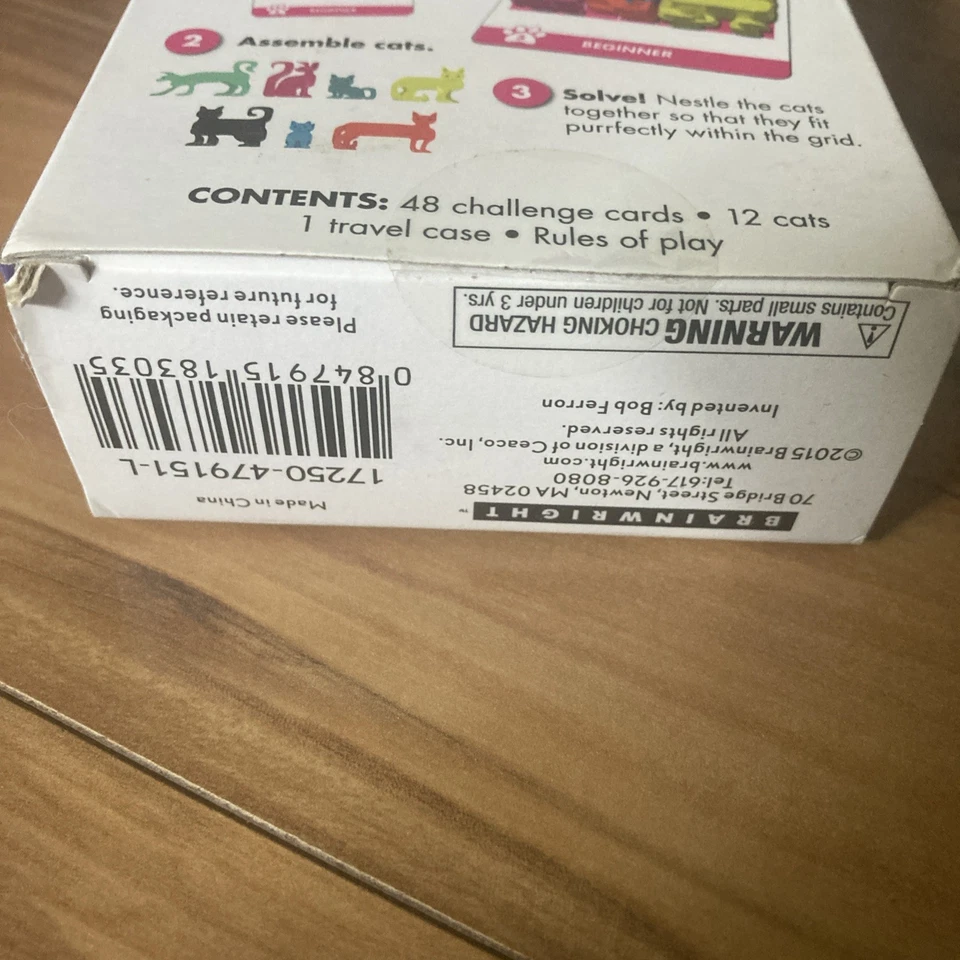 BEGINNER
BEGINNER
2 Assemble cats.
3 Solve! Nestle the cats
together so that they fit
purrfectly within the grid.
CONTENTS: 48 challenge cards • 12 cats
1 travel case • Rules of play
BRAINWRIGHT™
70 Bridge Street, Newton, MA 02458
Tel:617-926-8080
www.brainwright.com
©2015 Brainwright, a division of Ceaco, Inc.
All rights reserved.
Invented by: Bob Ferron
WARNING CHOKING HAZARD
Contains small parts. Not for children under 3 yrs.
Made in China
17250-479151-L
0 847915 183035
Please retain packaging
for future reference.